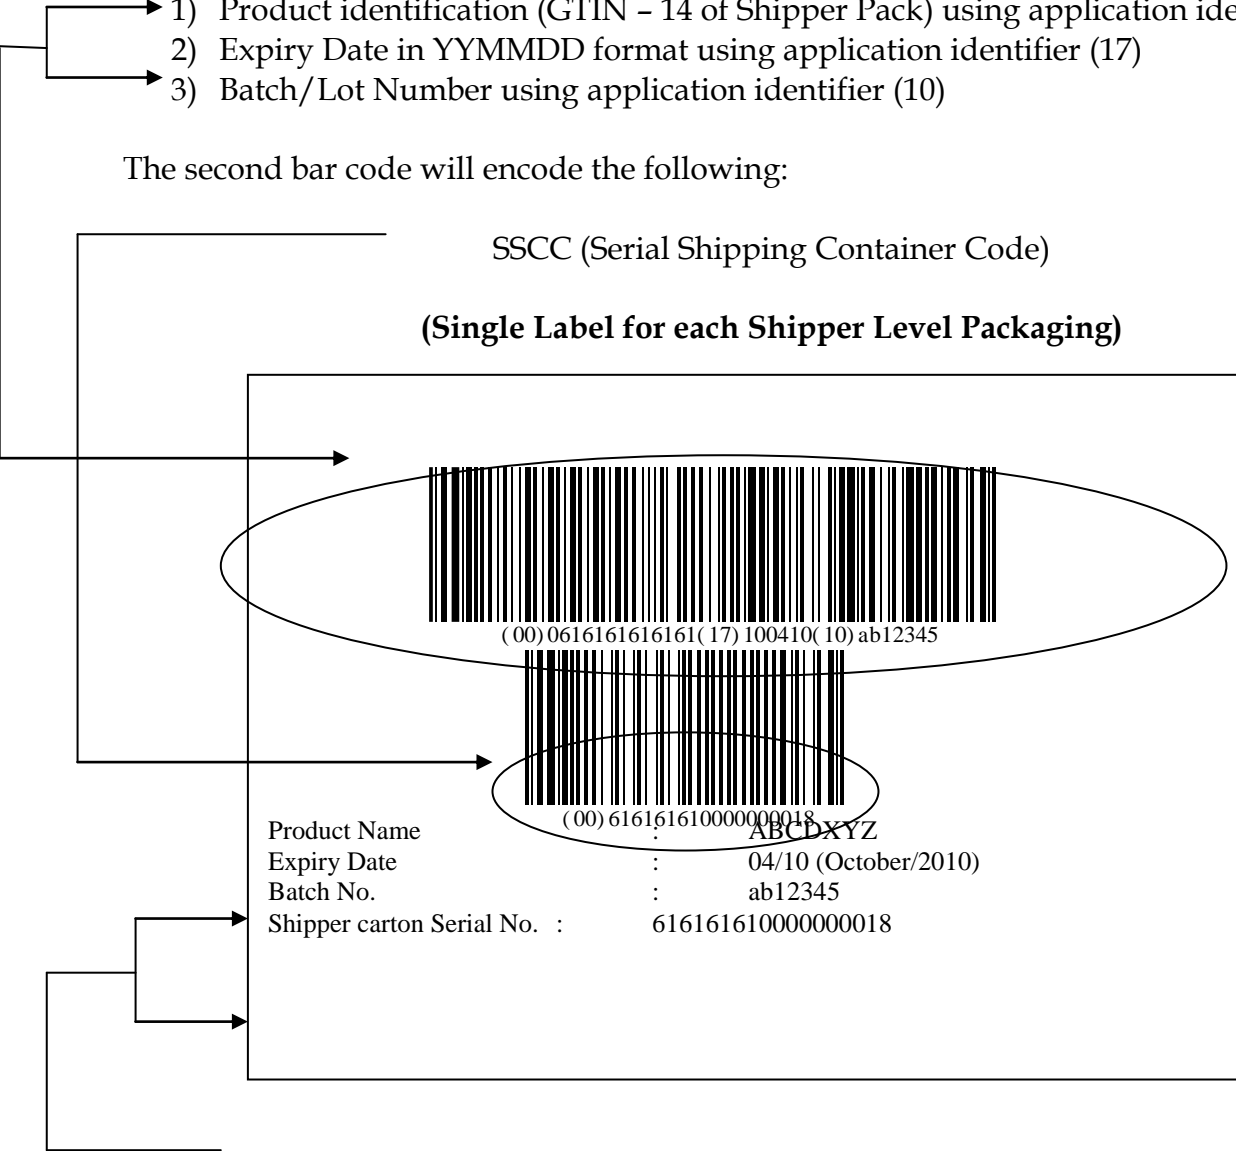 1) Product identification (GTIN – 14 of Shipper Pack) using application ide
2) Expiry Date in YYMMDD format using application identifier (17)
3) Batch/Lot Number using application identifier (10)
The second bar code will encode the following:
SSCC (Serial Shipping Container Code)
(Single Label for each Shipper Level Packaging)
(00)0616161616161(17)100410(10)ab12345
(00)616161610000000018
Product Name : ABCDXYZ
Expiry Date : 04/10 (October/2010)
Batch No. : ab12345
Shipper carton Serial No. : 616161610000000018